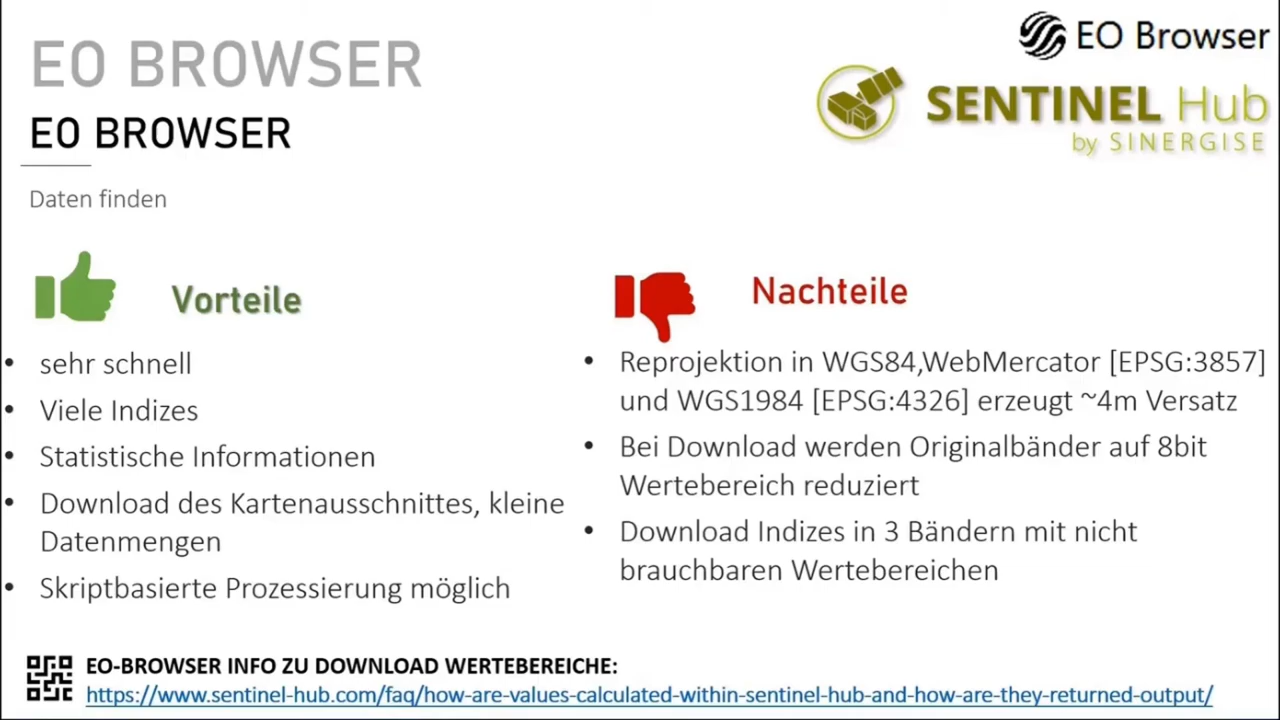 EO BROWSER
EO BROWSER
Daten finden
EO Browser
SENTINEL Hub
by SINERGISE
Vorteile
• sehr schnell
• Viele Indizes
• Statistische Informationen
• Download des Kartenausschnittes, kleine
Datenmengen
• Skriptbasierte Prozessierung möglich
Nachteile
• Reprojektion in WGS84,WebMercator [EPSG:3857]
und WGS1984 [EPSG:4326] erzeugt ~4m Versatz
• Bei Download werden Originalbänder auf 8bit
Wertebereich reduziert
• Download Indizes in 3 Bändern mit nicht
brauchbaren Wertebereichen
EO-BROWSER INFO ZU DOWNLOAD WERTEBEREICHE:
https://www.sentinel-hub.com/faq/how-are-values-calculated-within-sentinel-hub-and-how-are-they-returned-output/